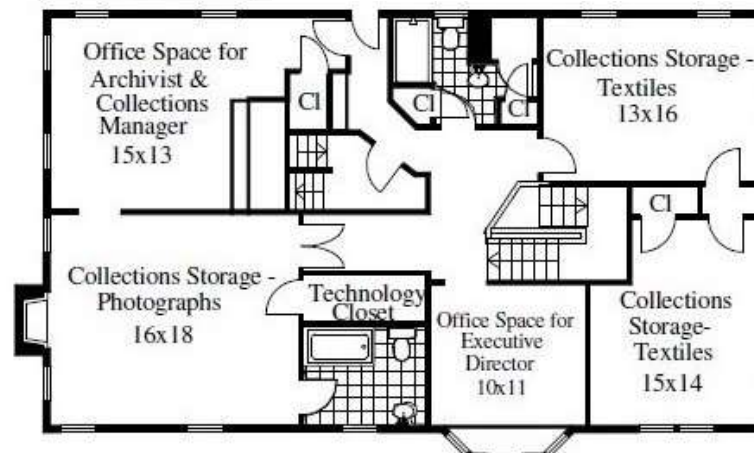 Office Space for
Archivist &
Collections
Manager
15x13
Cl
Cl
Cl
Collections Storage -
Textiles
13x16
Cl
Collections Storage -
Photographs
16x18
Technology
Closet
Office Space for
Executive
Director
10x11
Collections
Storage-
Textiles
15x14